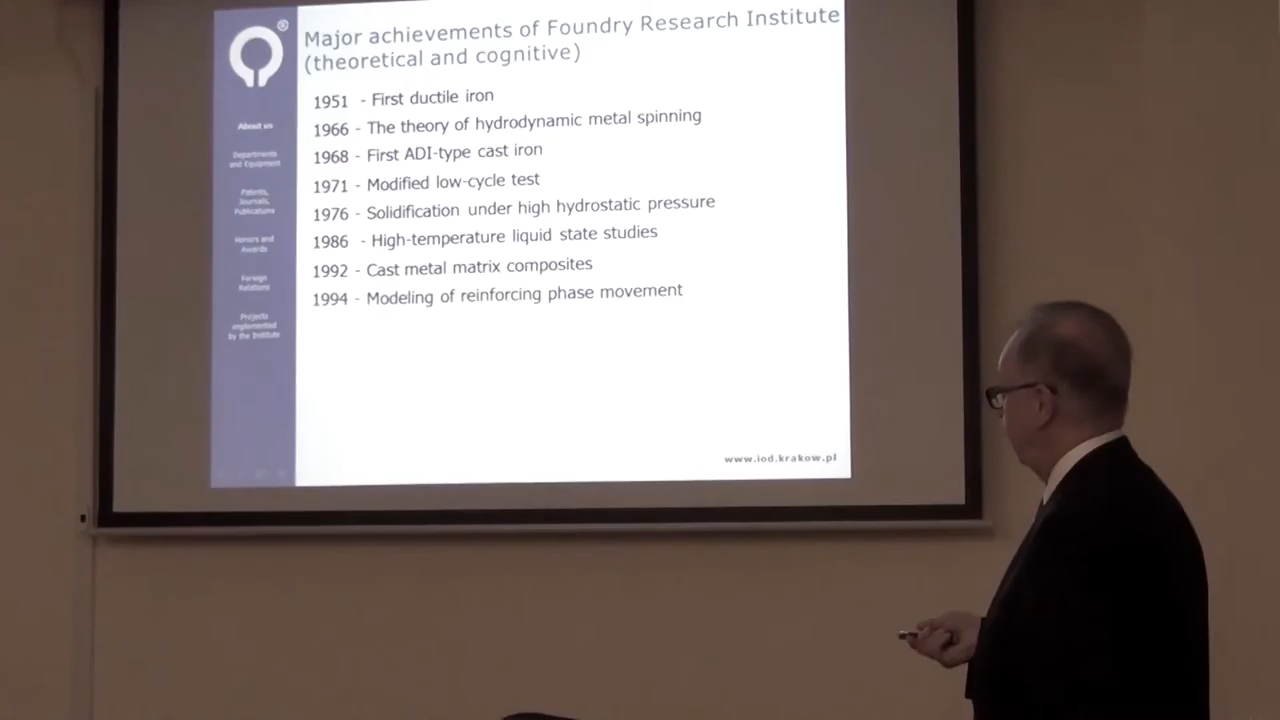 ®
Major achievements of Foundry Research Institute
(theoretical and cognitive)
1951 - First ductile iron
1966 - The theory of hydrodynamic metal spinning
1968 - First ADI-type cast iron
1971 - Modified low-cycle test
1976 - Solidification under high hydrostatic pressure
1986 - High-temperature liquid state studies
1992 - Cast metal matrix composites
1994 - Modeling of reinforcing phase movement
About us
Departments
and Equipment
Patents,
Journals,
Publications
Honors and
Awards
Foreign
Relations
Projects
implemented
by the Institute
www.iod.krakow.pl